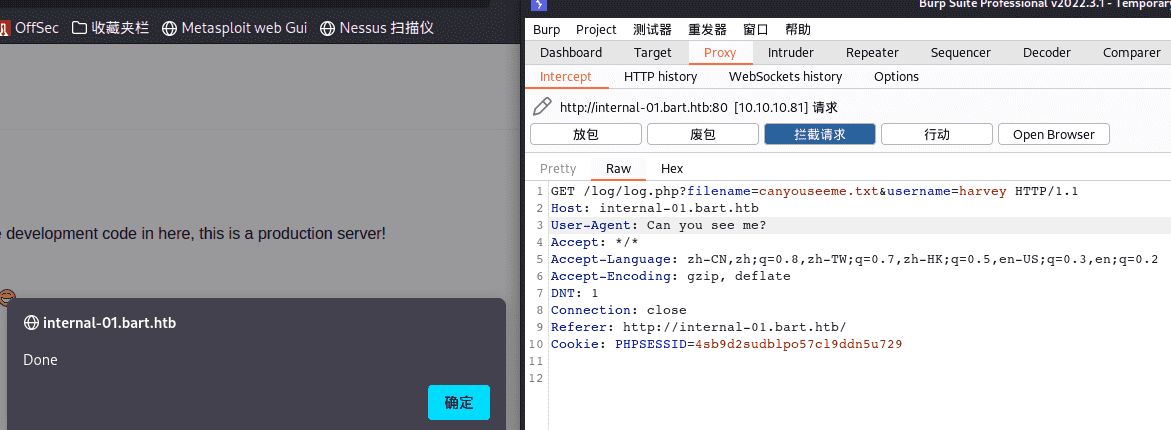 OffSec 收藏夹栏 Metasploit web Gui Nessus 扫描仪
e development code in here, this is a production server!
internal-01.bart.htb
Done
确定
Burp Suite Professional v2022.3.1 - Temporary
Burp Project 测试器 重发器 窗口 帮助
Dashboard Target Proxy Intruder Repeater Sequencer Decoder Comparer
Intercept HTTP history WebSockets history Options
http://internal-01.bart.htb:80 [10.10.10.81] 请求
放包 废包 拦截请求 行动 Open Browser
Pretty Raw Hex
1 GET /log/log.php?filename=canyouseeme.txt&username=harvey HTTP/1.1
2 Host: internal-01.bart.htb
3 User-Agent: Can you see me?
4 Accept: */*
5 Accept-Language: zh-CN,zh;q=0.8,zh-TW;q=0.7,zh-HK;q=0.5,en-US;q=0.3,en;q=0.2
6 Accept-Encoding: gzip, deflate
7 DNT: 1
8 Connection: close
9 Referer: http://internal-01.bart.htb/
10 Cookie: PHPSESSID=4sb9d2sudblpo57cl9ddn5u729
11
12